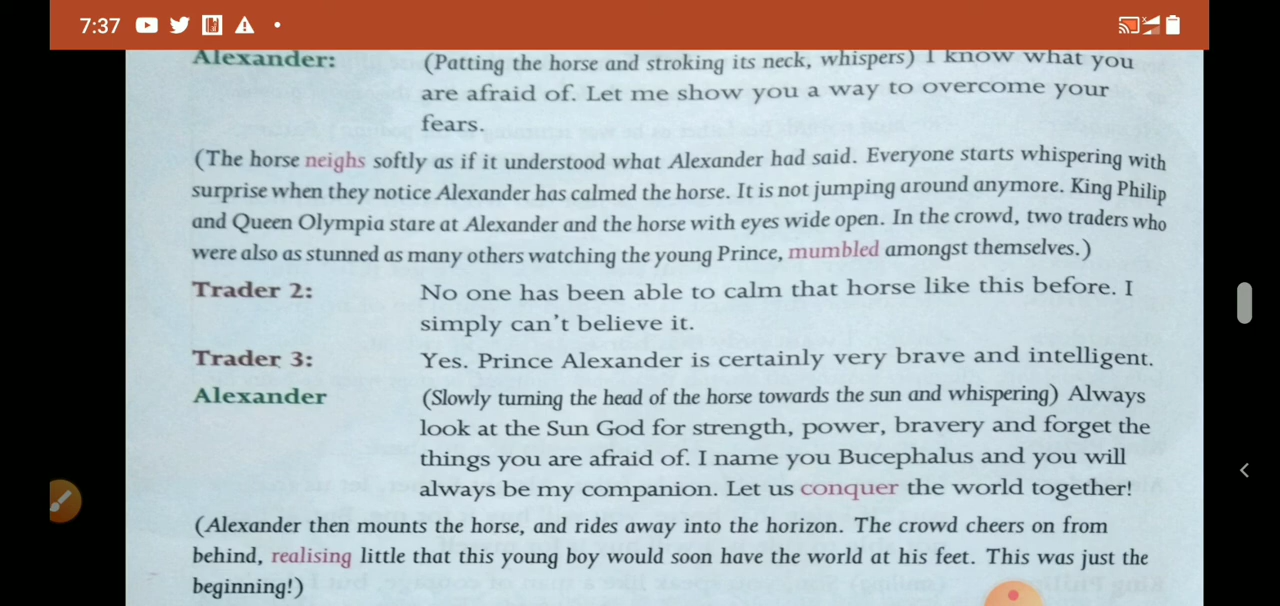 7:37
Alexander: (Patting the horse and stroking its neck, whispers) I know what you
are afraid of. Let me show you a way to overcome your
fears.
(The horse neighs softly as if it understood what Alexander had said. Everyone starts whispering with
surprise when they notice Alexander has calmed the horse. It is not jumping around anymore. King Philip
and Queen Olympia stare at Alexander and the horse with eyes wide open. In the crowd, two traders who
were also as stunned as many others watching the young Prince, mumbled amongst themselves.)
Trader 2: No one has been able to calm that horse like this before. I
simply can't believe it.
Trader 3: Yes. Prince Alexander is certainly very brave and intelligent.
Alexander (Slowly turning the head of the horse towards the sun and whispering) Always
look at the Sun God for strength, power, bravery and forget the
things you are afraid of. I name you Bucephalus and you will
always be my companion. Let us conquer the world together!
(Alexander then mounts the horse, and rides away into the horizon. The crowd cheers on from
behind, realising little that this young boy would soon have the world at his feet. This was just the
beginning!)